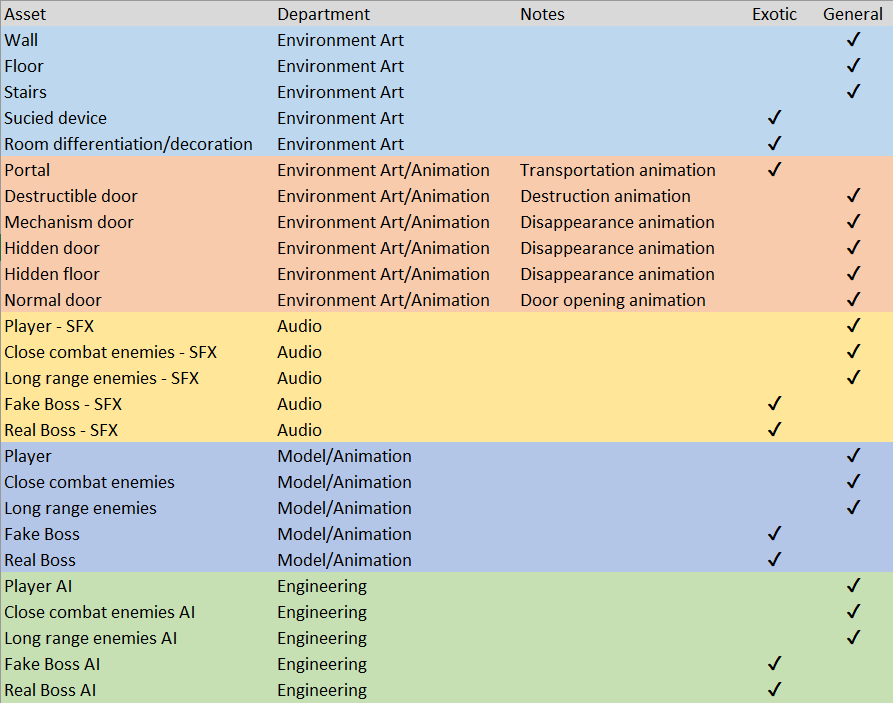 Asset Department Notes Exotic General
Wall Environment Art ✓
Floor Environment Art ✓
Stairs Environment Art ✓
Sucied device Environment Art ✓
Room differentiation/decoration Environment Art ✓
Portal Environment Art/Animation Transportation animation ✓
Destructible door Environment Art/Animation Destruction animation ✓
Mechanism door Environment Art/Animation Disappearance animation ✓
Hidden door Environment Art/Animation Disappearance animation ✓
Hidden floor Environment Art/Animation Disappearance animation ✓
Normal door Environment Art/Animation Door opening animation ✓
Player - SFX Audio ✓
Close combat enemies - SFX Audio ✓
Long range enemies - SFX Audio ✓
Fake Boss - SFX Audio ✓
Real Boss - SFX Audio ✓
Player Model/Animation ✓
Close combat enemies Model/Animation ✓
Long range enemies Model/Animation ✓
Fake Boss Model/Animation ✓
Real Boss Model/Animation ✓
Player AI Engineering ✓
Close combat enemies AI Engineering ✓
Long range enemies AI Engineering ✓
Fake Boss AI Engineering ✓
Real Boss AI Engineering ✓